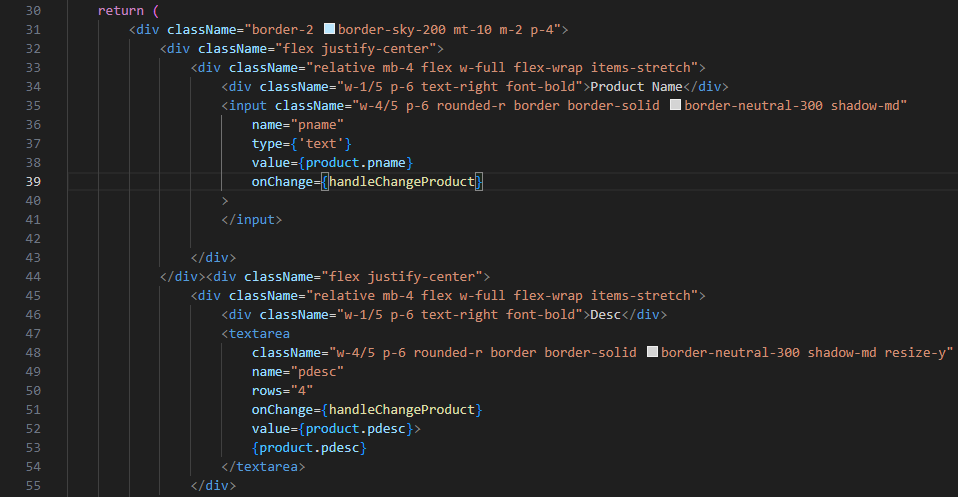 30 return (
31 <div className="border-2 border-sky-200 mt-10 m-2 p-4">
32 <div className="flex justify-center">
33 <div className="relative mb-4 flex w-full flex-wrap items-stretch">
34 <div className="w-1/5 p-6 text-right font-bold">Product Name</div>
35 <input className="w-4/5 p-6 rounded-r border border-solid border-neutral-300 shadow-md"
36 name="pname"
37 type={'text'}
38 value={product.pname}
39 onChange={handleChangeProduct}
40 >
41 </input>
42
43 </div>
44 </div><div className="flex justify-center">
45 <div className="relative mb-4 flex w-full flex-wrap items-stretch">
46 <div className="w-1/5 p-6 text-right font-bold">Desc</div>
47 <textarea
48 className="w-4/5 p-6 rounded-r border border-solid border-neutral-300 shadow-md resize-y"
49 name="pdesc"
50 rows="4"
51 onChange={handleChangeProduct}
52 value={product.pdesc}>
53 {product.pdesc}
54 </textarea>
55 </div>